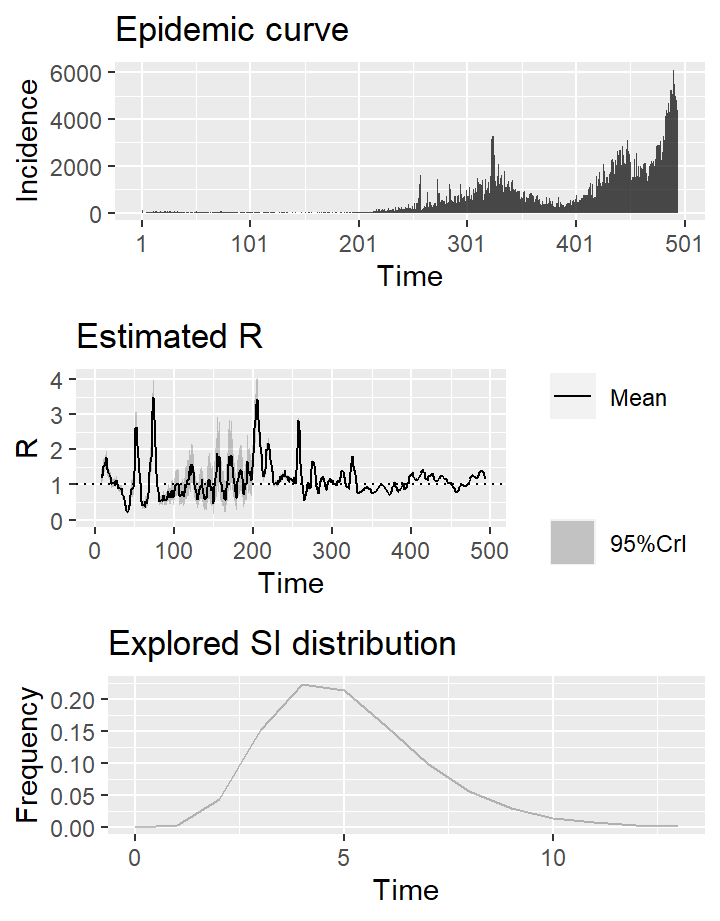 Epidemic curve
Incidence
6000
4000
2000
0
1 101 201 301 401 501
Time
Estimated R
R
4
3
2
1
0
0 100 200 300 400 500
Time
Mean
95%CrI
Explored SI distribution
Frequency
0.20
0.15
0.10
0.05
0.00
0 5 10
Time